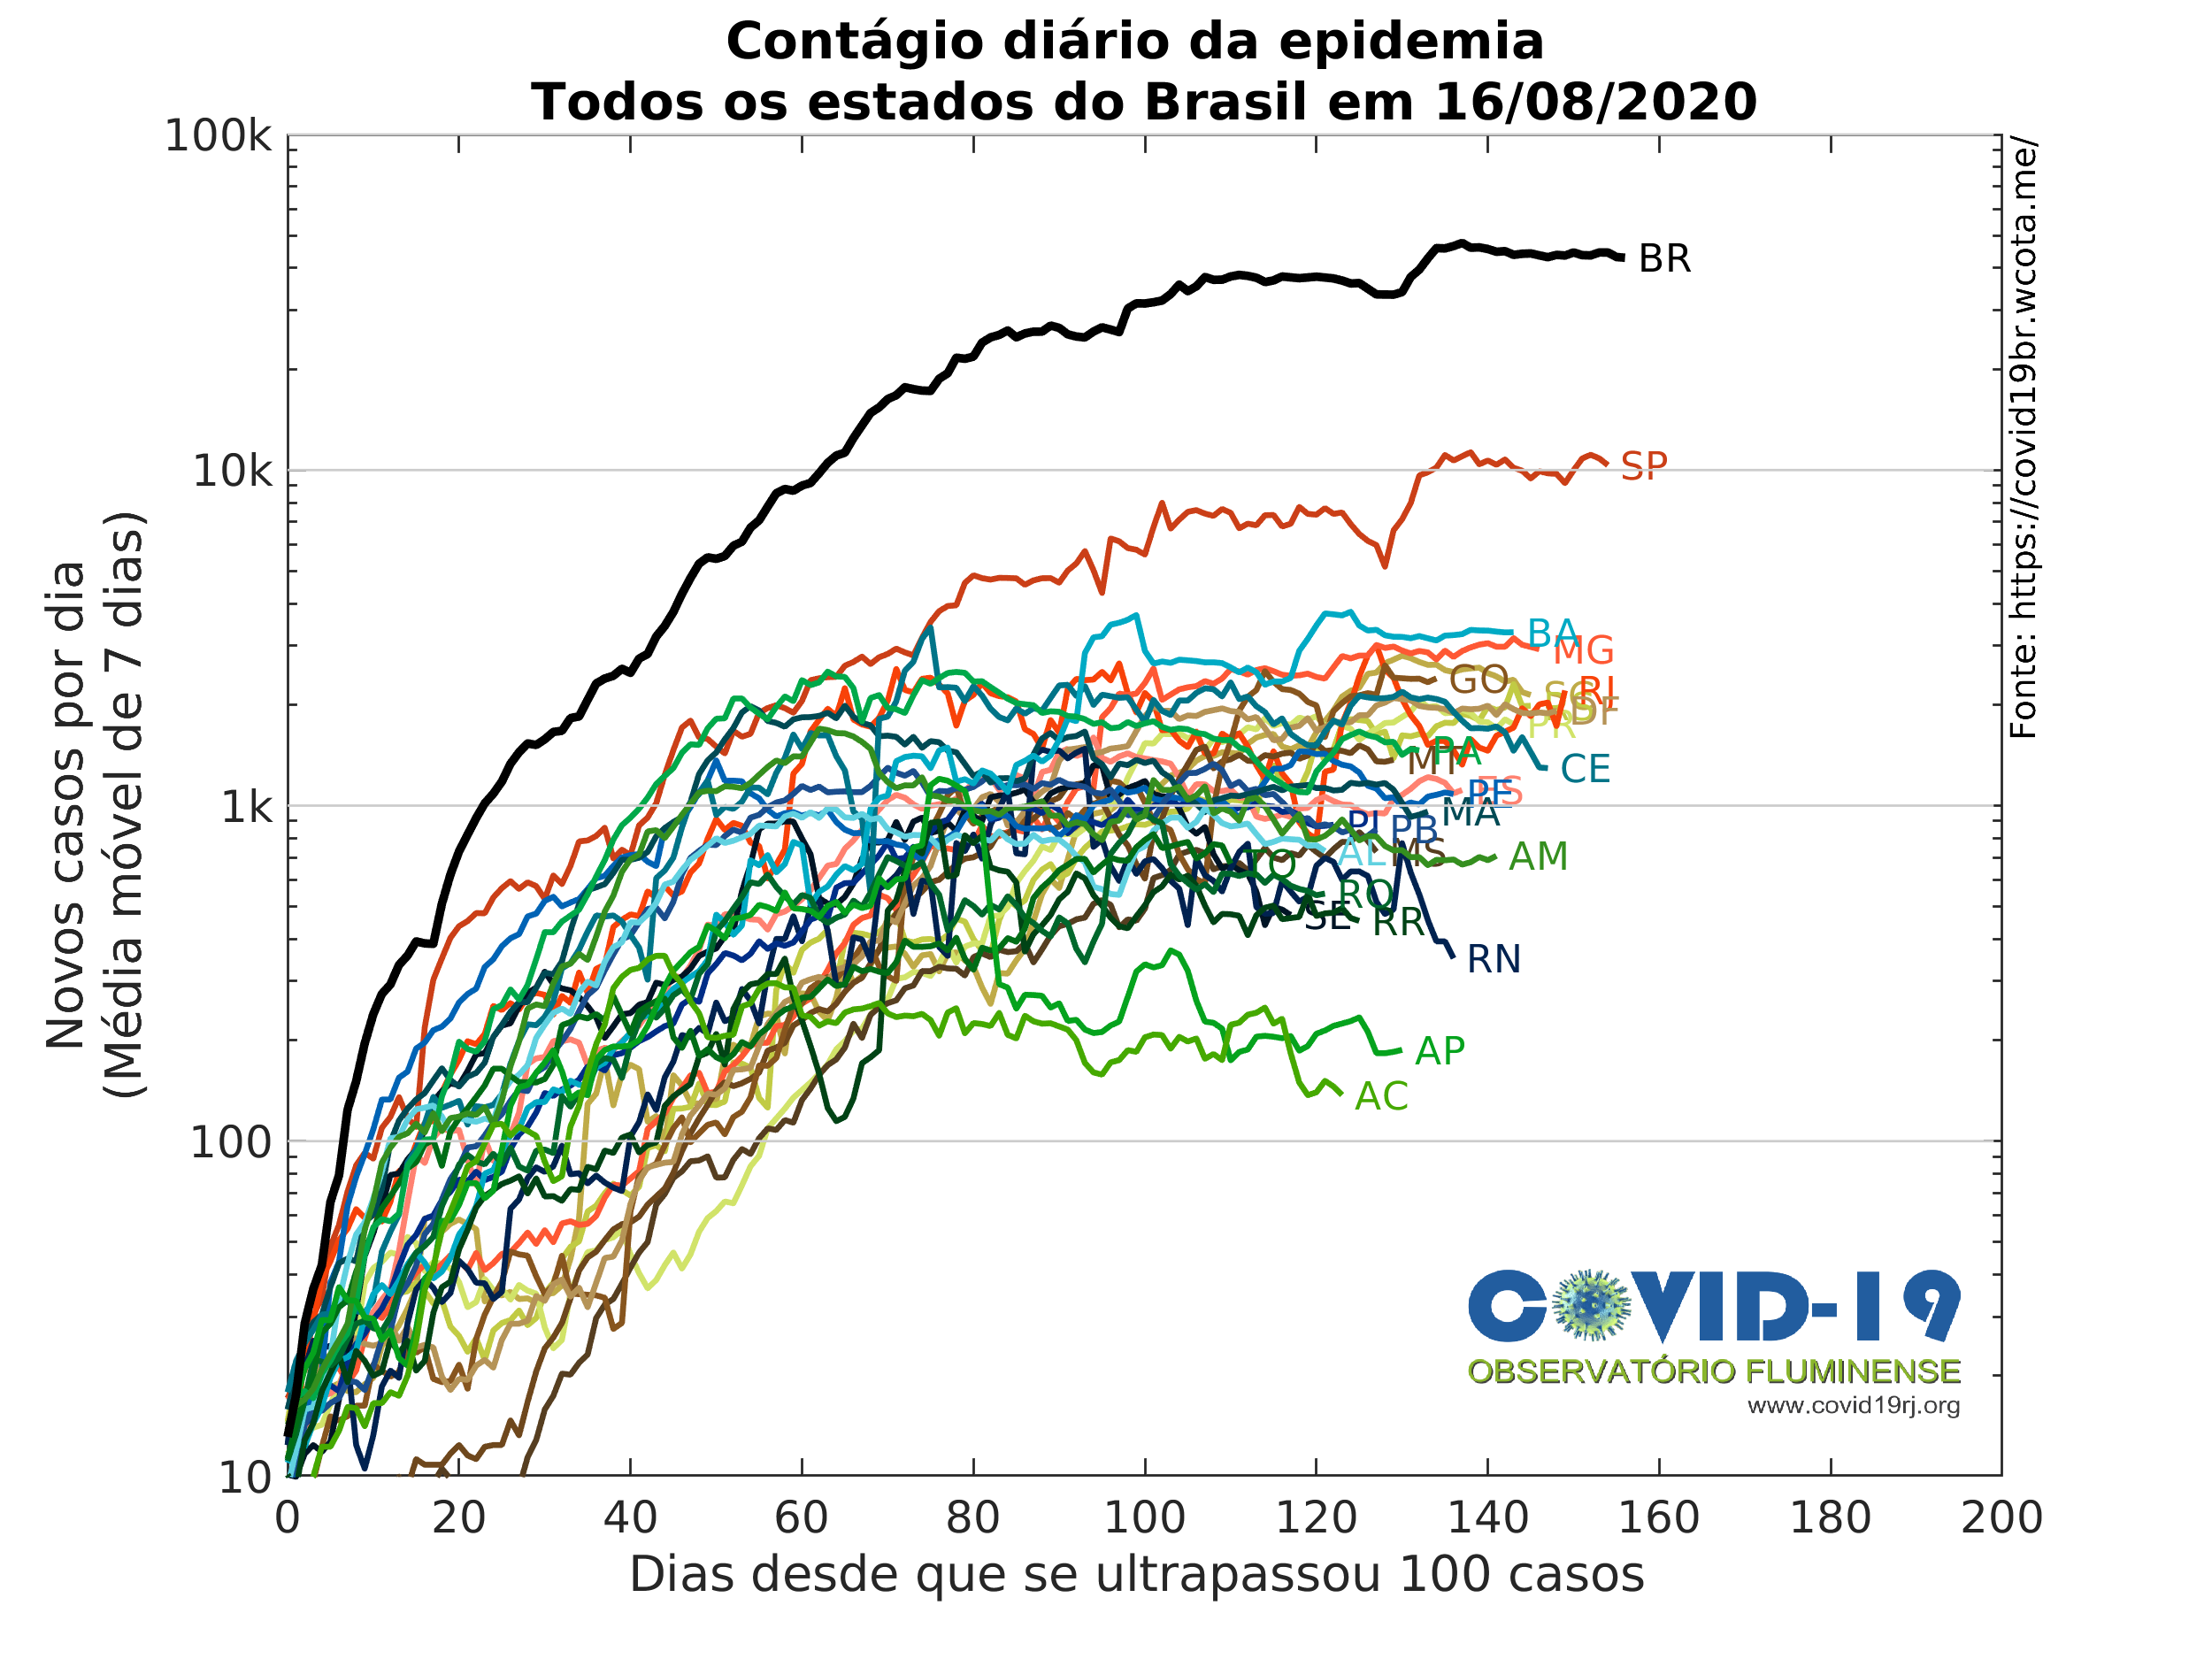 Contágio diário da epidemia
Todos os estados do Brasil em 16/08/2020
Novos casos por dia
(Média móvel de 7 dias)
100k
10k
1k
100
10
Fonte: https://covid19br.wcota.me/
BR
SP
BA
MG
GO
SC
RJ
DF
PR
MT
PA
CE
PE
ES
MA
PI
PB
AL
MS
AM
TO
RO
SE
RR
RN
AP
AC
COVID-19
OBSERVATÓRIO FLUMINENSE
www.covid19rj.org
0 20 40 60 80 100 120 140 160 180 200
Dias desde que se ultrapassou 100 casos